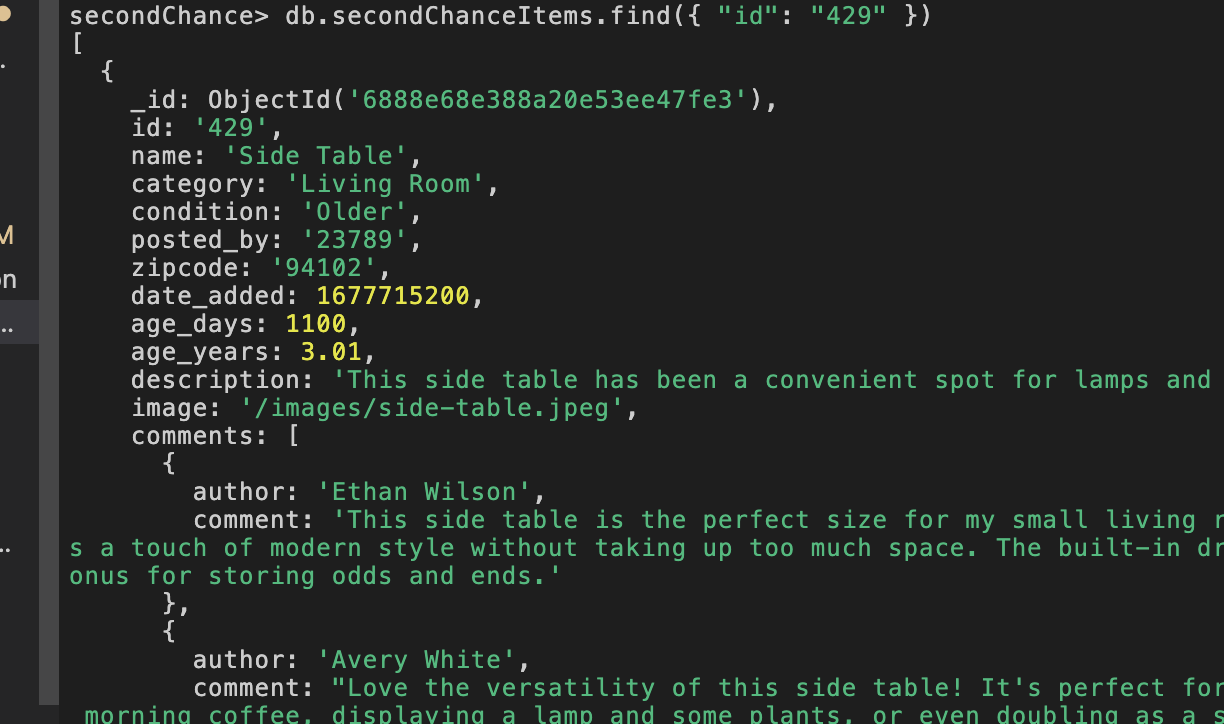 secondChance> db.secondChanceItems.find({ "id": "429" })
[
  {
    _id: ObjectId('6888e68e388a20e53ee47fe3'),
    id: '429',
    name: 'Side Table',
    category: 'Living Room',
    condition: 'Older',
    posted_by: '23789',
    zipcode: '94102',
    date_added: 1677715200,
    age_days: 1100,
    age_years: 3.01,
    description: 'This side table has been a convenient spot for lamps and
    image: '/images/side-table.jpeg',
    comments: [
      {
        author: 'Ethan Wilson',
        comment: 'This side table is the perfect size for my small living
s a touch of modern style without taking up too much space. The built-in
onus for storing odds and ends.'
      },
      {
        author: 'Avery White',
        comment: "Love the versatility of this side table! It's perfect for
 morning coffee, displaying a lamp and some plants, or even doubling as a